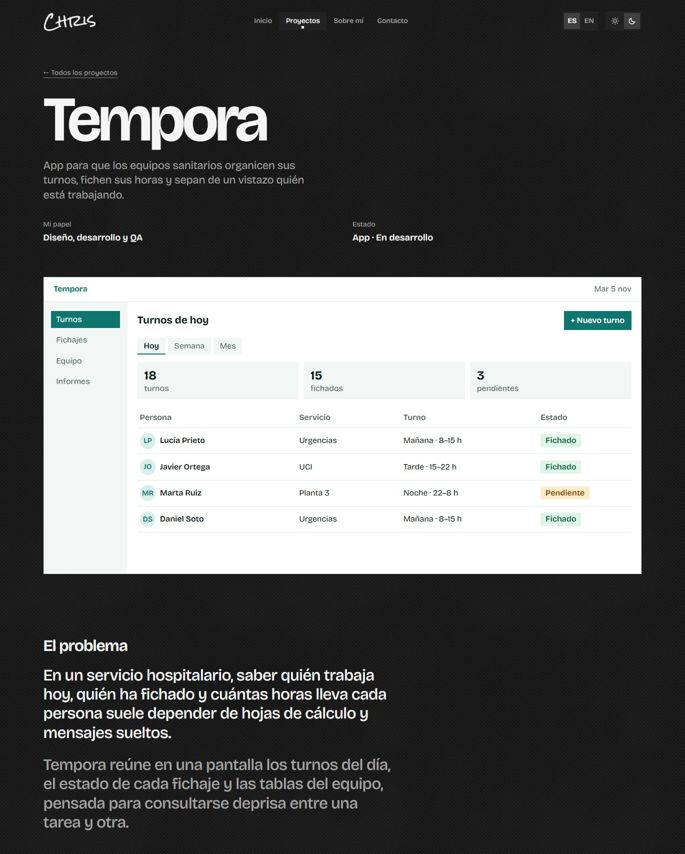 CHRIS
Inicio Proyectos Sobre mí Contacto
ES EN
← Todos los proyectos
Tempora
App para que los equipos sanitarios organicen sus
turnos, fichen sus horas y sepan de un vistazo quién
está trabajando.
Mi papel
Diseño, desarrollo y QA
Estado
App · En desarrollo
Tempora
Mar 5 nov
Turnos
Fichajes
Equipo
Informes
Turnos de hoy
+ Nuevo turno
Hoy Semana Mes
18
turnos
15
fichados
3
pendientes
Persona Servicio Turno Estado
LP Lucía Prieto Urgencias Mañana · 8–15 h Fichado
JO Javier Ortega UCI Tarde · 15–22 h Fichado
MR Marta Ruiz Planta 3 Noche · 22–8 h Pendiente
DS Daniel Soto Urgencias Mañana · 8–15 h Fichado
El problema
En un servicio hospitalario, saber quién trabaja
hoy, quién ha fichado y cuántas horas lleva cada
persona suele depender de hojas de cálculo y
mensajes sueltos.
Tempora reúne en una pantalla los turnos del día,
el estado de cada fichaje y las tablas del equipo,
pensada para consultarse deprisa entre una
tarea y otra.